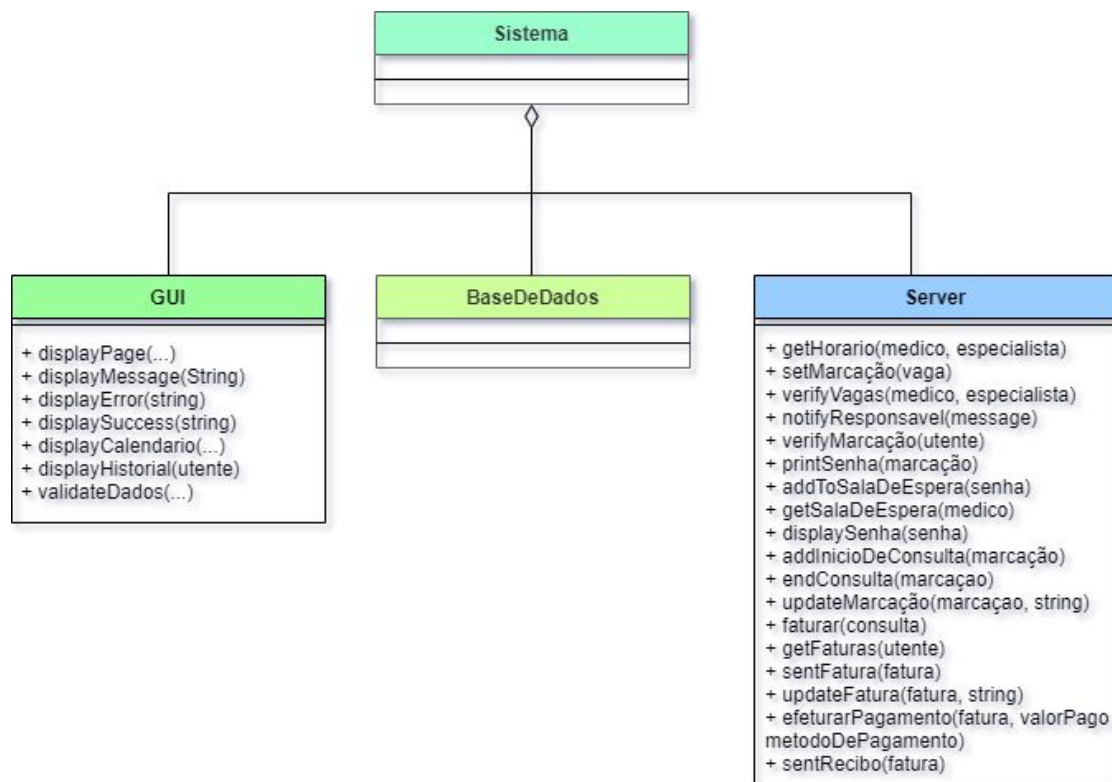 Sistema
GUI
+ displayPage(...)
+ displayMessage(String)
+ displayError(string)
+ displaySuccess(string)
+ displayCalendario(...)
+ displayHistorial(utente)
+ validateDados(...)
BaseDeDados
Server
+ getHorario(medico, especialista)
+ setMarcação(vaga)
+ verifyVagas(medico, especialista)
+ notifyResponsavel(message)
+ verifyMarcação(utente)
+ printSenha(marcação)
+ addToSalaDeEspera(senha)
+ getSalaDeEspera(medico)
+ displaySenha(senha)
+ addInicioDeConsulta(marcação)
+ endConsulta(marcaçao)
+ updateMarcação(marcaçao, string)
+ faturar(consulta)
+ getFaturas(utente)
+ sentFatura(fatura)
+ updateFatura(fatura, string)
+ efeturarPagamento(fatura, valorPago
metodoDePagamento)
+ sentRecibo(fatura)